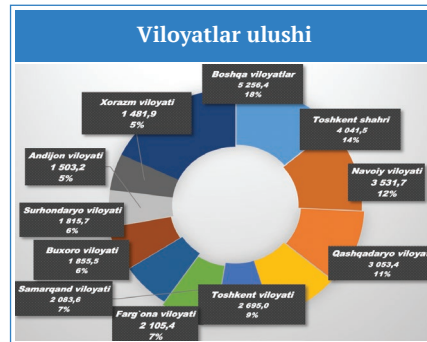 Viloyatlar ulushi
Boshqa viloyatlar
5 256,4
18%
Toshkent shahri
4 041,5
14%
Navoiy viloyati
3 531,7
12%
Qashqadaryo viloyati
3 053,4
11%
Toshkent viloyati
2 695,0
9%
Farg`ona viloyati
2 105,4
7%
Samarqand viloyati
2 083,6
7%
Buxoro viloyati
1 855,5
6%
Surhondaryo viloyati
1 815,7
6%
Andijon viloyati
1 503,2
5%
Xorazm viloyati
1 481,9
5%